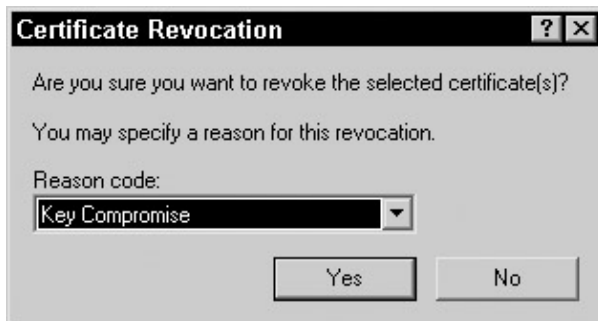 Certificate Revocation
Are you sure you want to revoke the selected certificate(s)?
You may specify a reason for this revocation.
Reason code:
Key Compromise
Yes No